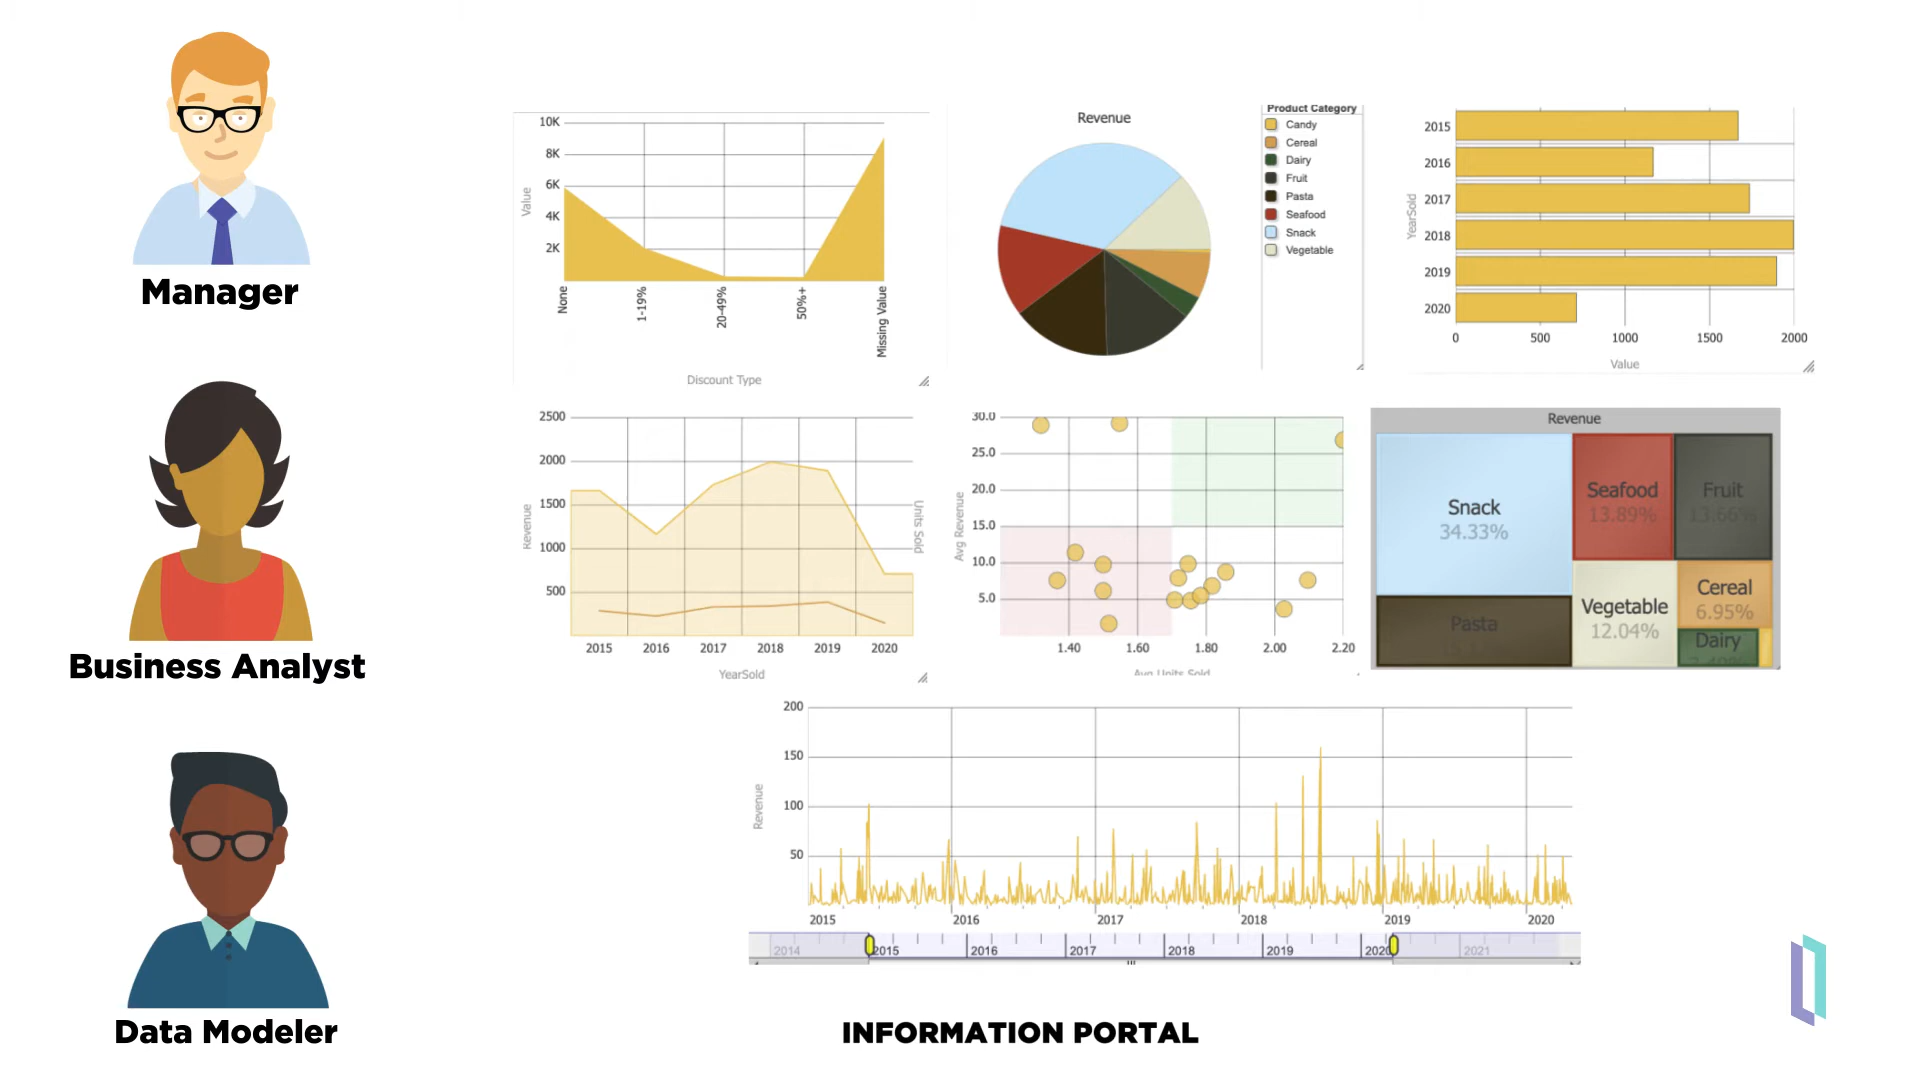 Manager
Business Analyst
Data Modeler
10K
8K
6K
4K
2K
Value
None
1-19%
20-49%
50%+
Missing Value
Discount Type
Revenue
Product Category
Candy
Cereal
Dairy
Fruit
Pasta
Seafood
Snack
Vegetable
2015
2016
2017
2018
2019
2020
YearSold
0 500 1000 1500 2000
Value
2500
2000
1500
1000
500
Revenue
Units Sold
2015 2016 2017 2018 2019 2020
YearSold
30.0
25.0
20.0
15.0
10.0
5.0
Avg Revenue
1.40 1.60 1.80 2.00 2.20
Avg Units Sold
Revenue
Snack
34.33%
Seafood
13.89%
Fruit
13.66%
Pasta
Vegetable
12.04%
Cereal
6.95%
Dairy
200
150
100
50
Revenue
2015 2016 2017 2018 2019 2020
2014 2015 2016 2017 2018 2019 2020 2021
INFORMATION PORTAL